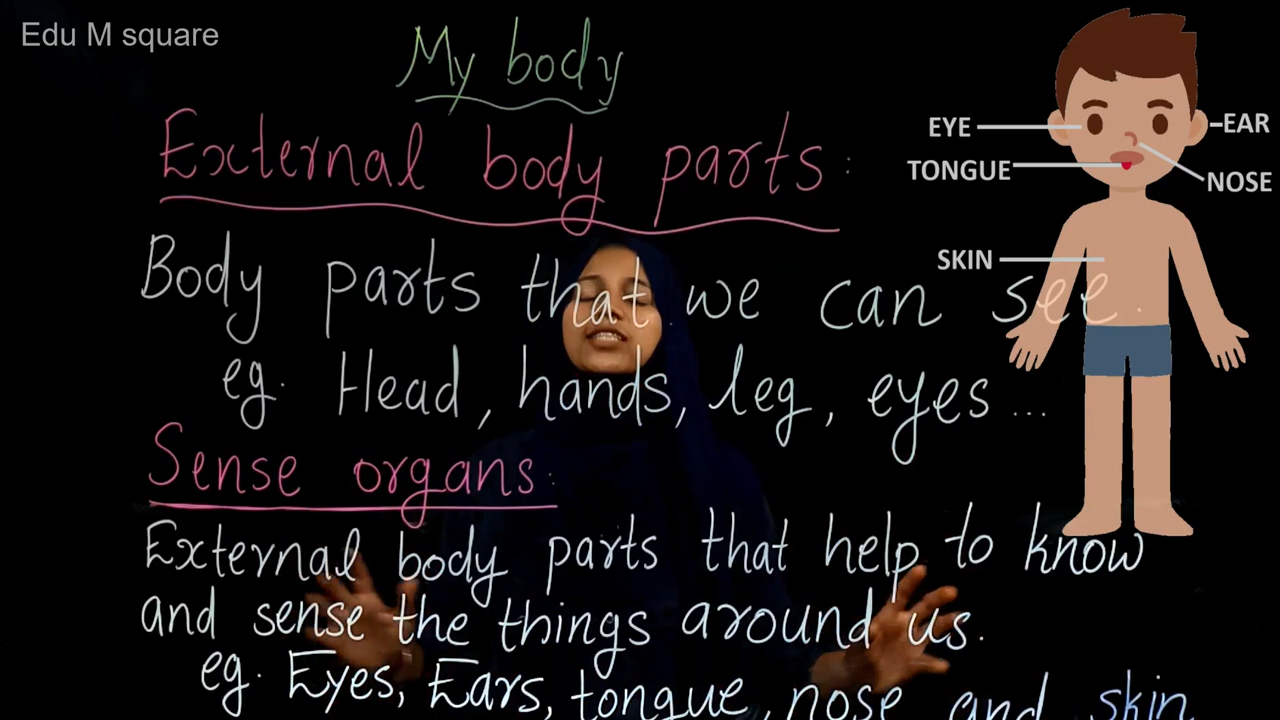 Edu M square
My body
External body parts:
Body parts that we can see.
eg. Head, hands, leg, eyes...
Sense organs:
External body parts that help to know
and sense the things around us.
eg. Eyes, Ears, tongue, nose and skin
EYE
EAR
TONGUE
NOSE
SKIN